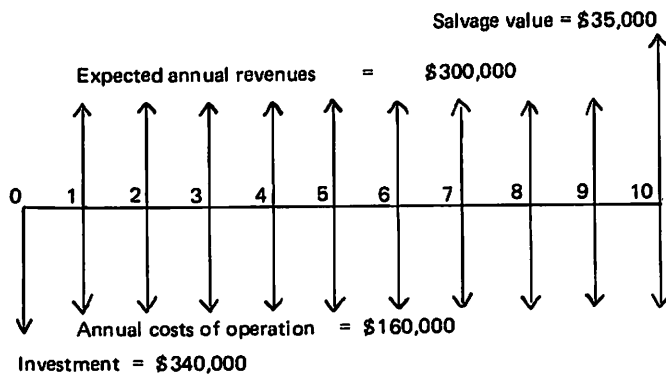 Salvage value = $35,000
Expected annual revenues = $300,000
0 1 2 3 4 5 6 7 8 9 10
Annual costs of operation = $160,000
Investment = $340,000